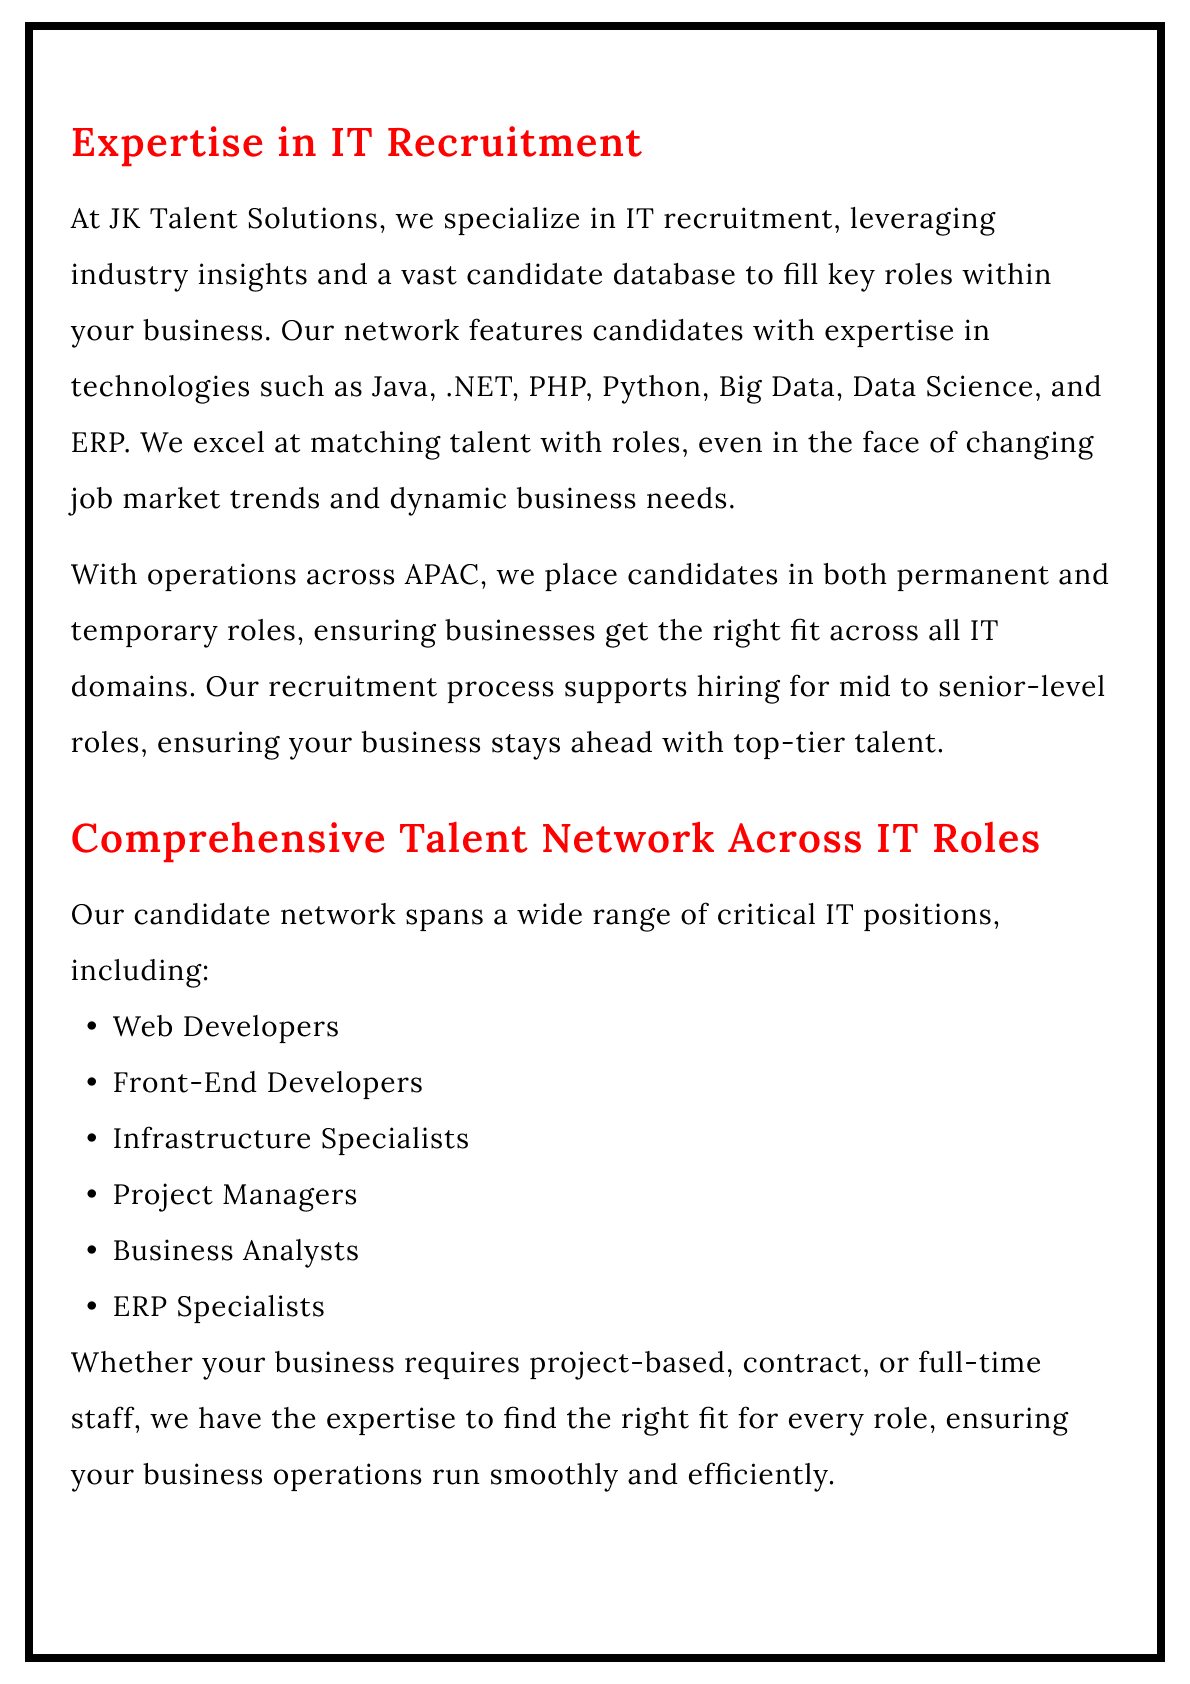 Expertise in IT Recruitment
At JK Talent Solutions, we specialize in IT recruitment, leveraging
industry insights and a vast candidate database to fill key roles within
your business. Our network features candidates with expertise in
technologies such as Java, .NET, PHP, Python, Big Data, Data Science, and
ERP. We excel at matching talent with roles, even in the face of changing
job market trends and dynamic business needs.
With operations across APAC, we place candidates in both permanent and
temporary roles, ensuring businesses get the right fit across all IT
domains. Our recruitment process supports hiring for mid to senior-level
roles, ensuring your business stays ahead with top-tier talent.
Comprehensive Talent Network Across IT Roles
Our candidate network spans a wide range of critical IT positions,
including:
• Web Developers
• Front-End Developers
• Infrastructure Specialists
• Project Managers
• Business Analysts
• ERP Specialists
Whether your business requires project-based, contract, or full-time
staff, we have the expertise to find the right fit for every role, ensuring
your business operations run smoothly and efficiently.